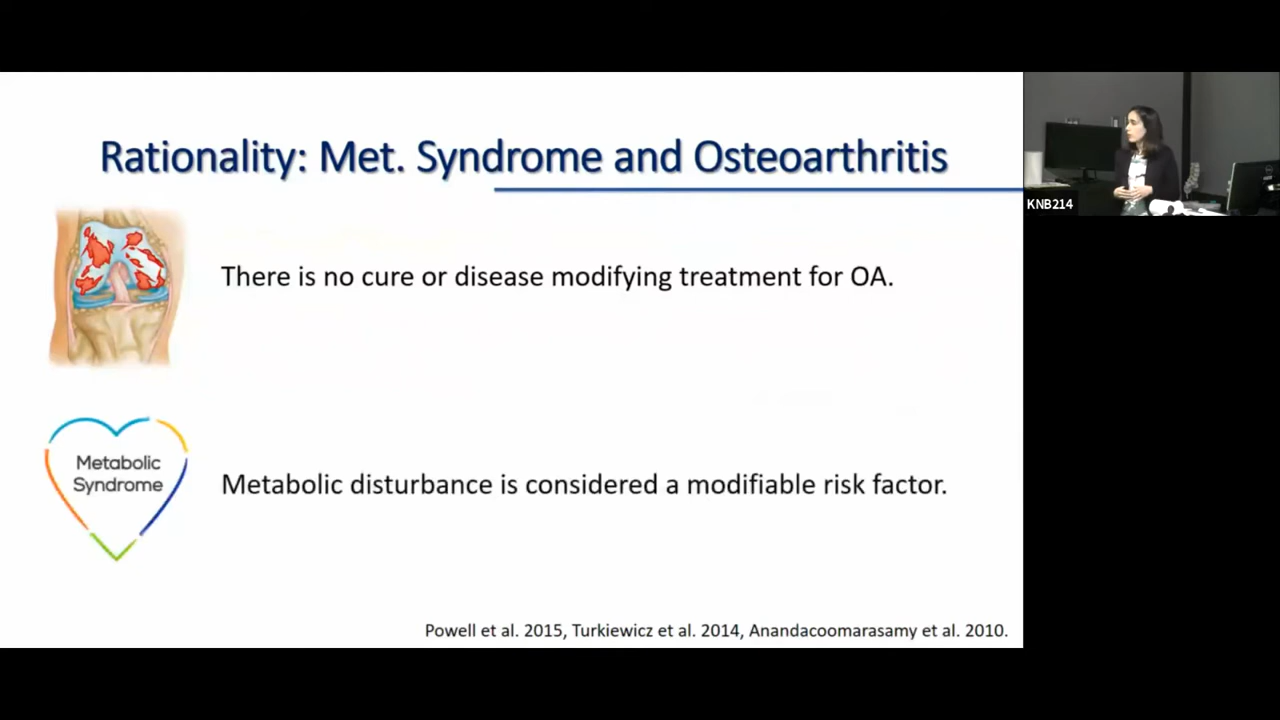 Rationality: Met. Syndrome and Osteoarthritis
KNB214
There is no cure or disease modifying treatment for OA.
Metabolic
Syndrome
Metabolic disturbance is considered a modifiable risk factor.
Powell et al. 2015, Turkiewicz et al. 2014, Anandacoomarasamy et al. 2010.